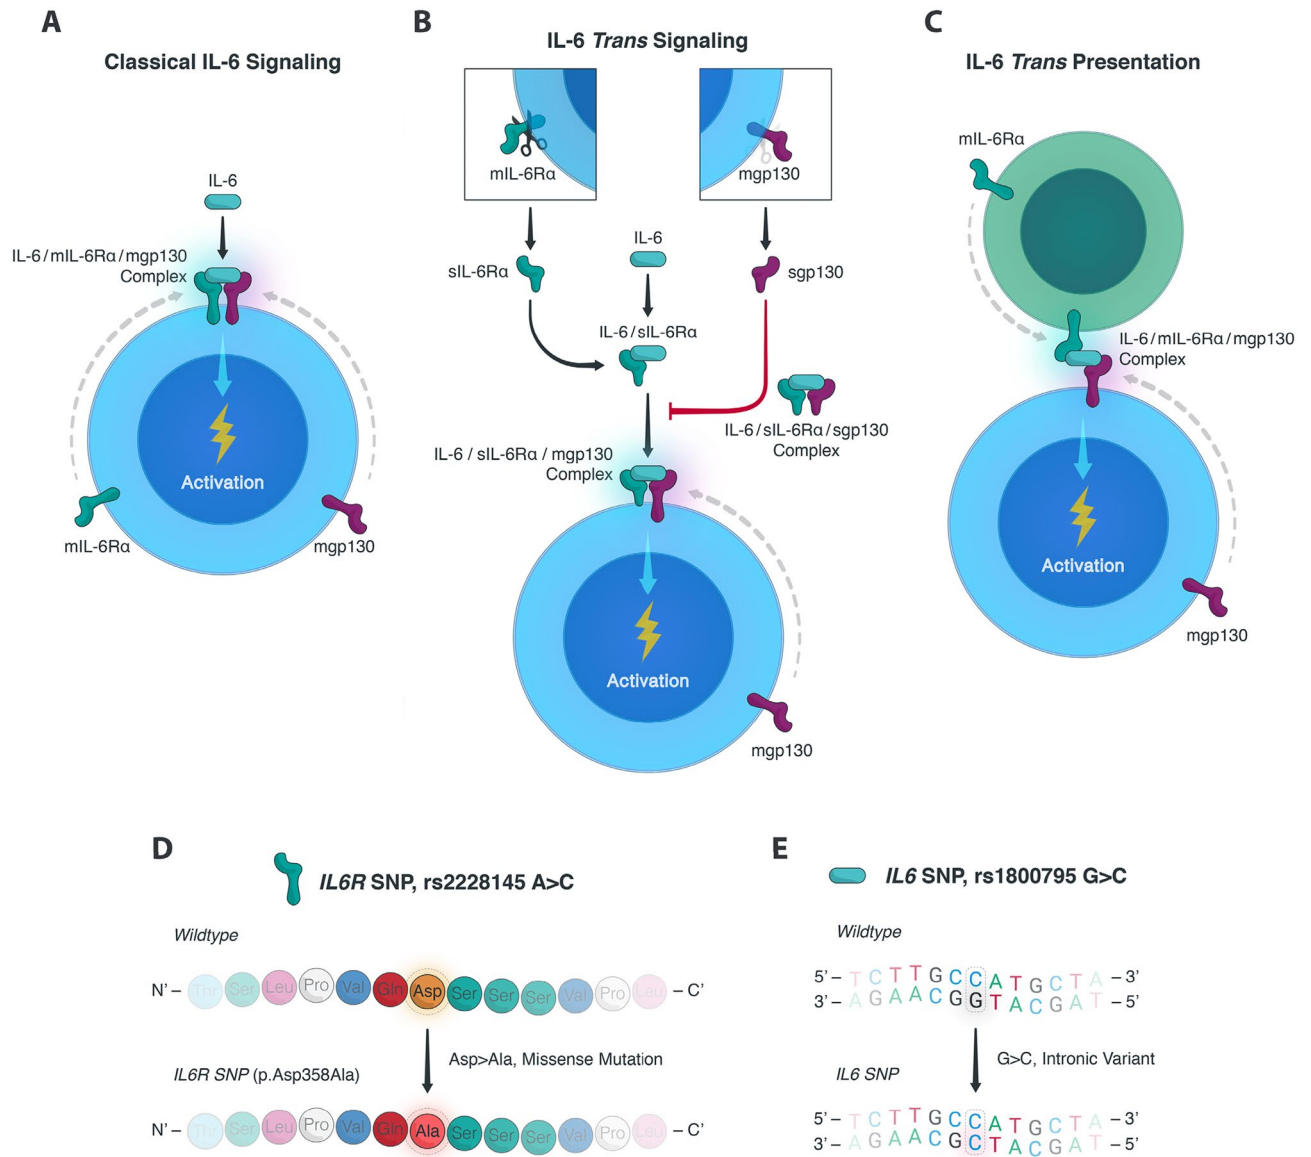 A
Classical IL-6 Signaling
IL-6
IL-6/mIL-6Rα/mgp130
Complex
Activation
mIL-6Rα
mgp130
B
IL-6 Trans Signaling
mIL-6Rα
mgp130
sIL-6Rα
IL-6
sgp130
IL-6/sIL-6Rα
IL-6/sIL-6Rα/sgp130
Complex
IL-6 / sIL-6Rα / mgp130
Complex
Activation
mgp130
C
IL-6 Trans Presentation
mIL-6Rα
IL-6/mIL-6Rα/mgp130
Complex
Activation
mgp130
D
IL6R SNP, rs2228145 A>C
Wildtype
N' – Thr Ser Leu Pro Val Gln Asp Ser Ser Ser Val Pro Leu – C'
Asp>Ala, Missense Mutation
IL6R SNP (p.Asp358Ala)
N' – Thr Ser Leu Pro Val Gln Ala Ser Ser Ser Val Pro Leu – C'
E
IL6 SNP, rs1800795 G>C
Wildtype
5' – T C T T G C C A T G C T A – 3'
3' – A G A A C G G T A C G A T – 5'
G>C, Intronic Variant
IL6 SNP
5' – T C T T G C C A T G C T A – 3'
3' – A G A A C G C T A C G A T – 5'